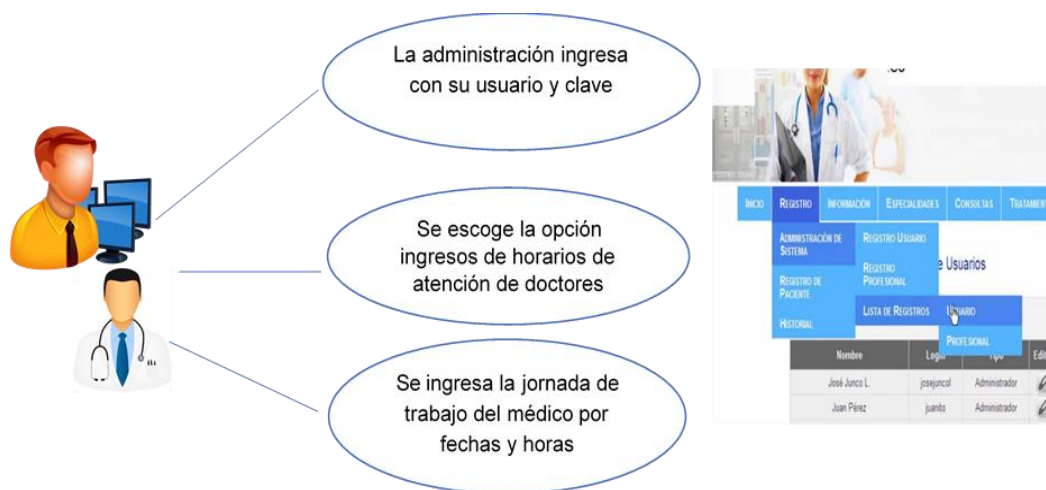 La administración ingresa
con su usuario y clave
Se escoge la opción
ingresos de horarios de
atención de doctores
Se ingresa la jornada de
trabajo del médico por
fechas y horas
INICIO REGISTRO INFORMACIÓN ESPECIALIDADES CONSULTAS
ADMINISTRACIÓN DE
SISTEMA
REGISTRO DE
PACIENTE
HISTORIAL
REGISTRO USUARIO
REGISTRO
PROFESIONAL
LISTA DE REGISTROS
USUARIO
PROFESIONAL
Usuarios
Nombre Login
José Junco L. josejuncol Administrador
Juan Pérez juanito Administrador